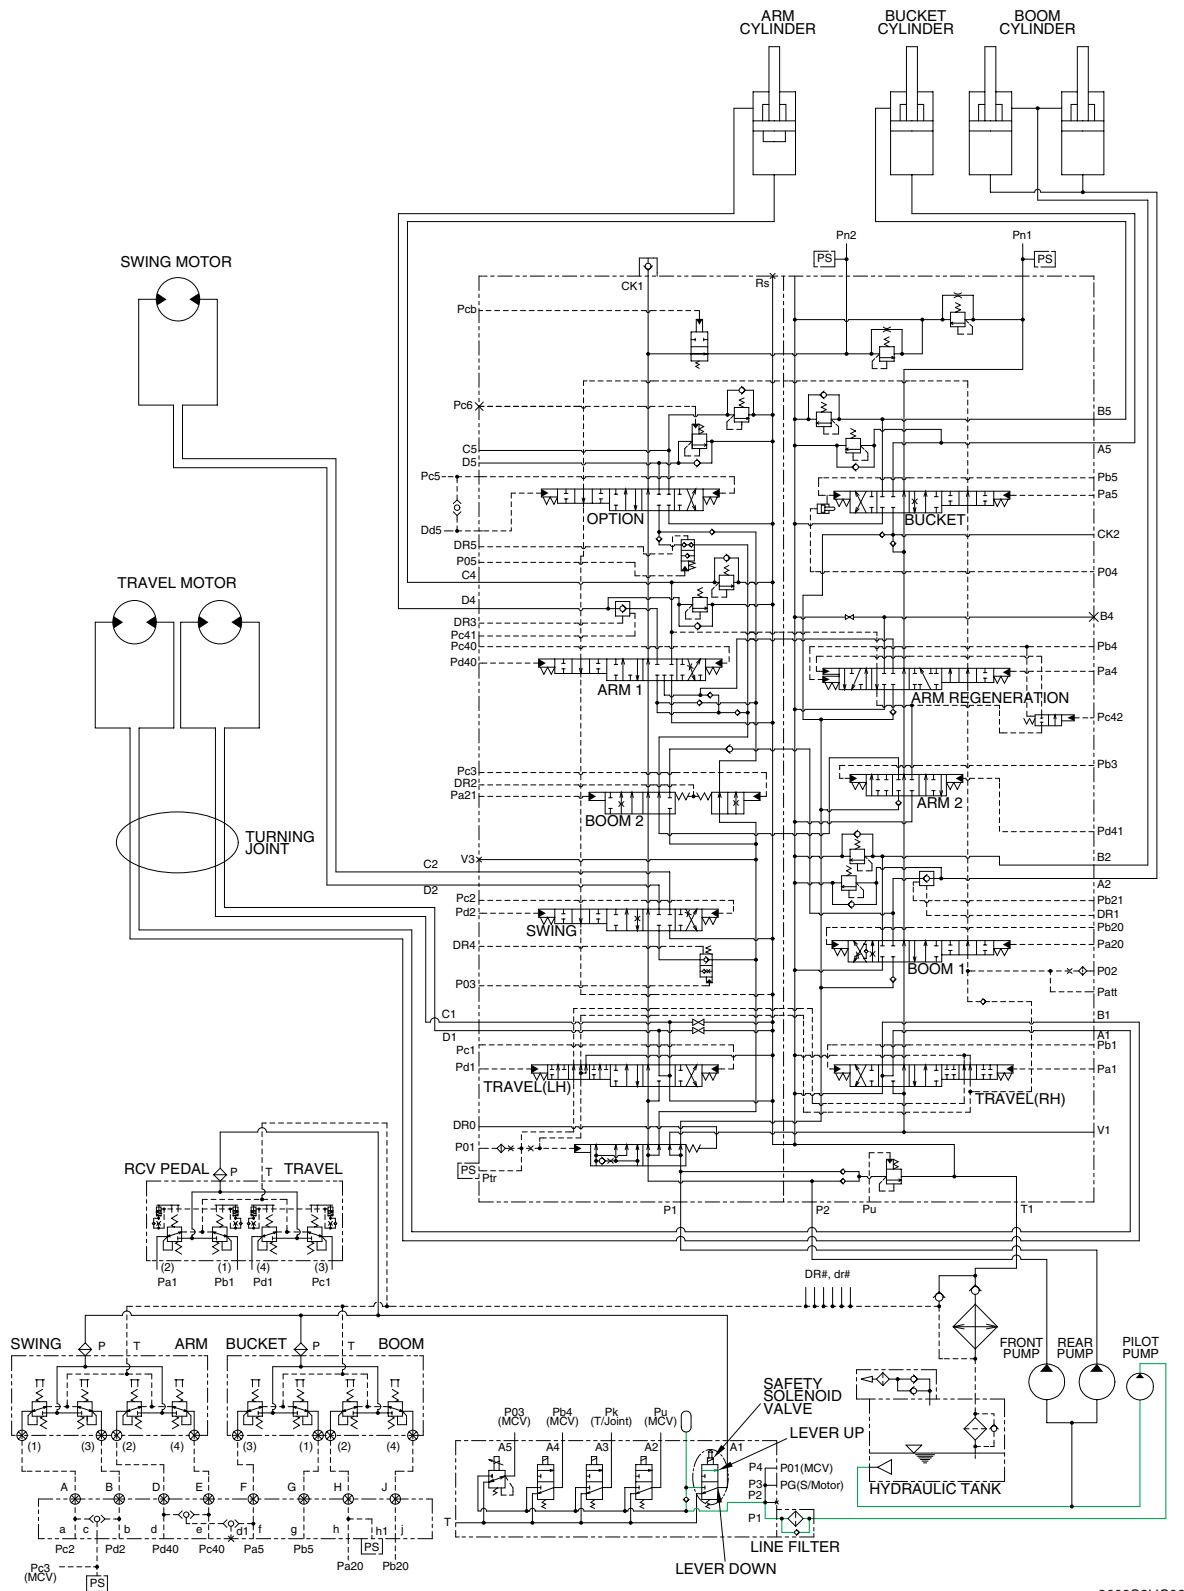 ARM
CYLINDER
BUCKET
CYLINDER
BOOM
CYLINDER
SWING MOTOR
Pn2
Pn1
PS
PS
CK1
Rs
Pcb
Pc6
B5
C5
A5
D5
Pc5
Pb5
Pa5
OPTION
BUCKET
Dd5
CK2
DR5
P05
P04
C4
TRAVEL MOTOR
D4
B4
DR3
Pc41
Pc40
Pb4
Pd40
Pa4
ARM 1
ARM REGENERATION
Pc42
Pc3
Pb3
DR2
Pa21
BOOM 2
ARM 2
TURNING
JOINT
Pd41
V3
B2
C2
D2
A2
Pc2
Pb21
Pd2
DR1
SWING
Pb20
DR4
Pa20
BOOM 1
P03
P02
Patt
C1
B1
D1
A1
Pc1
Pb1
Pd1
Pa1
TRAVEL(LH)
TRAVEL(RH)
DR0
V1
P01
PS
Ptr
RCV PEDAL
P
T
TRAVEL
P1
P2
Pu
T1
(2)
(1)
(4)
(3)
Pa1
Pb1
Pd1
Pc1
DR#, dr#
SWING
P
T
ARM
BUCKET
P
T
BOOM
FRONT
PUMP
REAR
PUMP
PILOT
PUMP
SAFETY
SOLENOID
VALVE
P03
(MCV)
Pb4
(MCV)
Pk
(T/Joint)
Pu
(MCV)
LEVER UP
(1)
(3)
(2)
(4)
(3)
(1)
(2)
(4)
A5
A4
A3
A2
A1
P4
P01(MCV)
P3
PG(S/Motor)
P2
HYDRAULIC TANK
A
B
D
E
F
G
H
J
P1
T
a
c
b
d
e
d1
f
g
h
h1
j
PS
LINE FILTER
Pc2
Pd2
Pd40
Pc40
Pa5
Pb5
Pa20
Pb20
LEVER DOWN
Pc3
(MCV)
PS